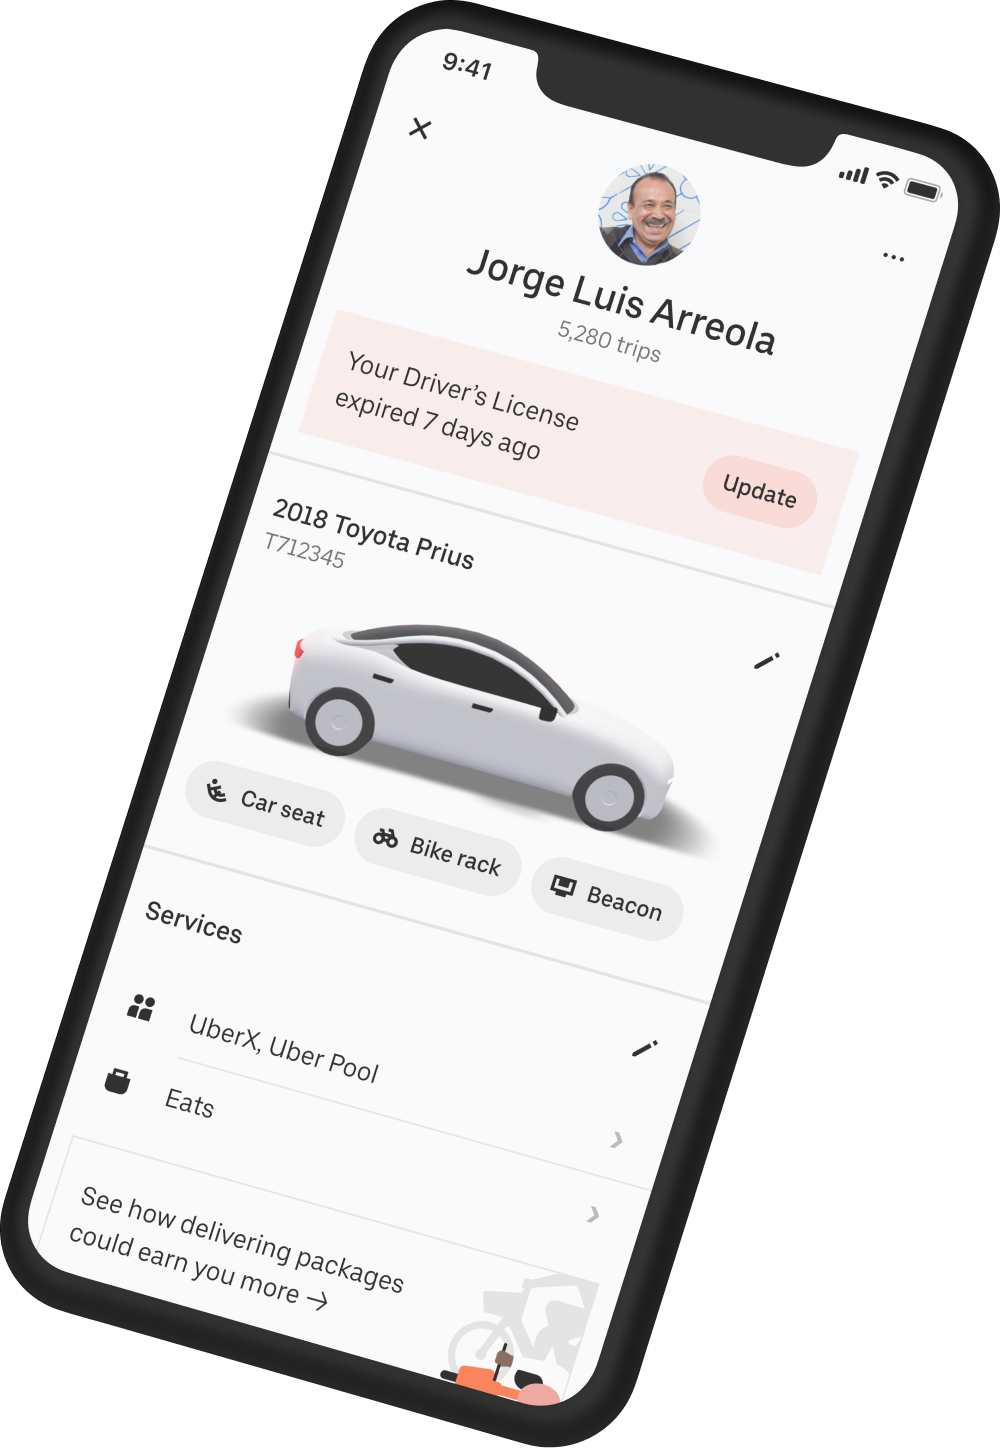 9:41
Jorge Luis Arreola
5,280 trips
Your Driver’s License
expired 7 days ago
Update
2018 Toyota Prius
T712345
Car seat
Bike rack
Beacon
Services
UberX, Uber Pool
Eats
See how delivering packages
could earn you more →